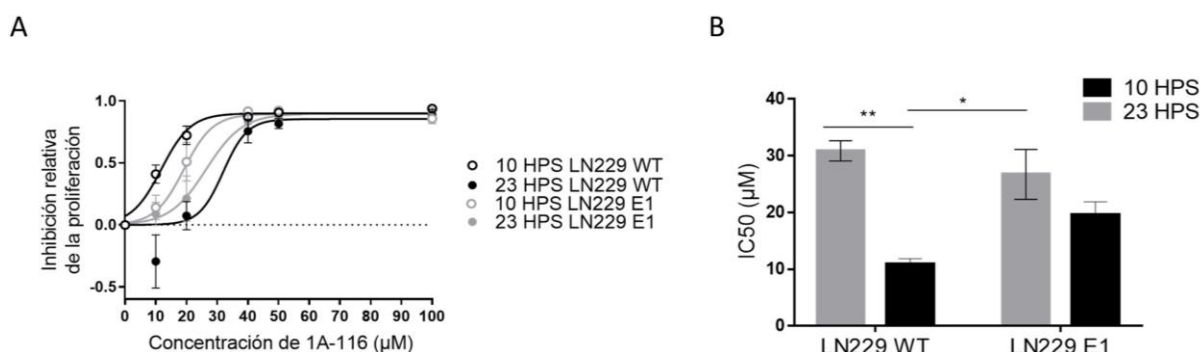 A
Inhibición relativa
de la proliferación
1.0
0.5
0.0
-0.5
0 10 20 30 40 50 60 70 80 90 100
Concentración de 1A-116 (μM)
10 HPS LN229 WT
23 HPS LN229 WT
10 HPS LN229 E1
23 HPS LN229 E1
B
10 HPS
23 HPS
IC50 (μM)
40
30
20
10
0
**
*
LN229 WT LN229 E1